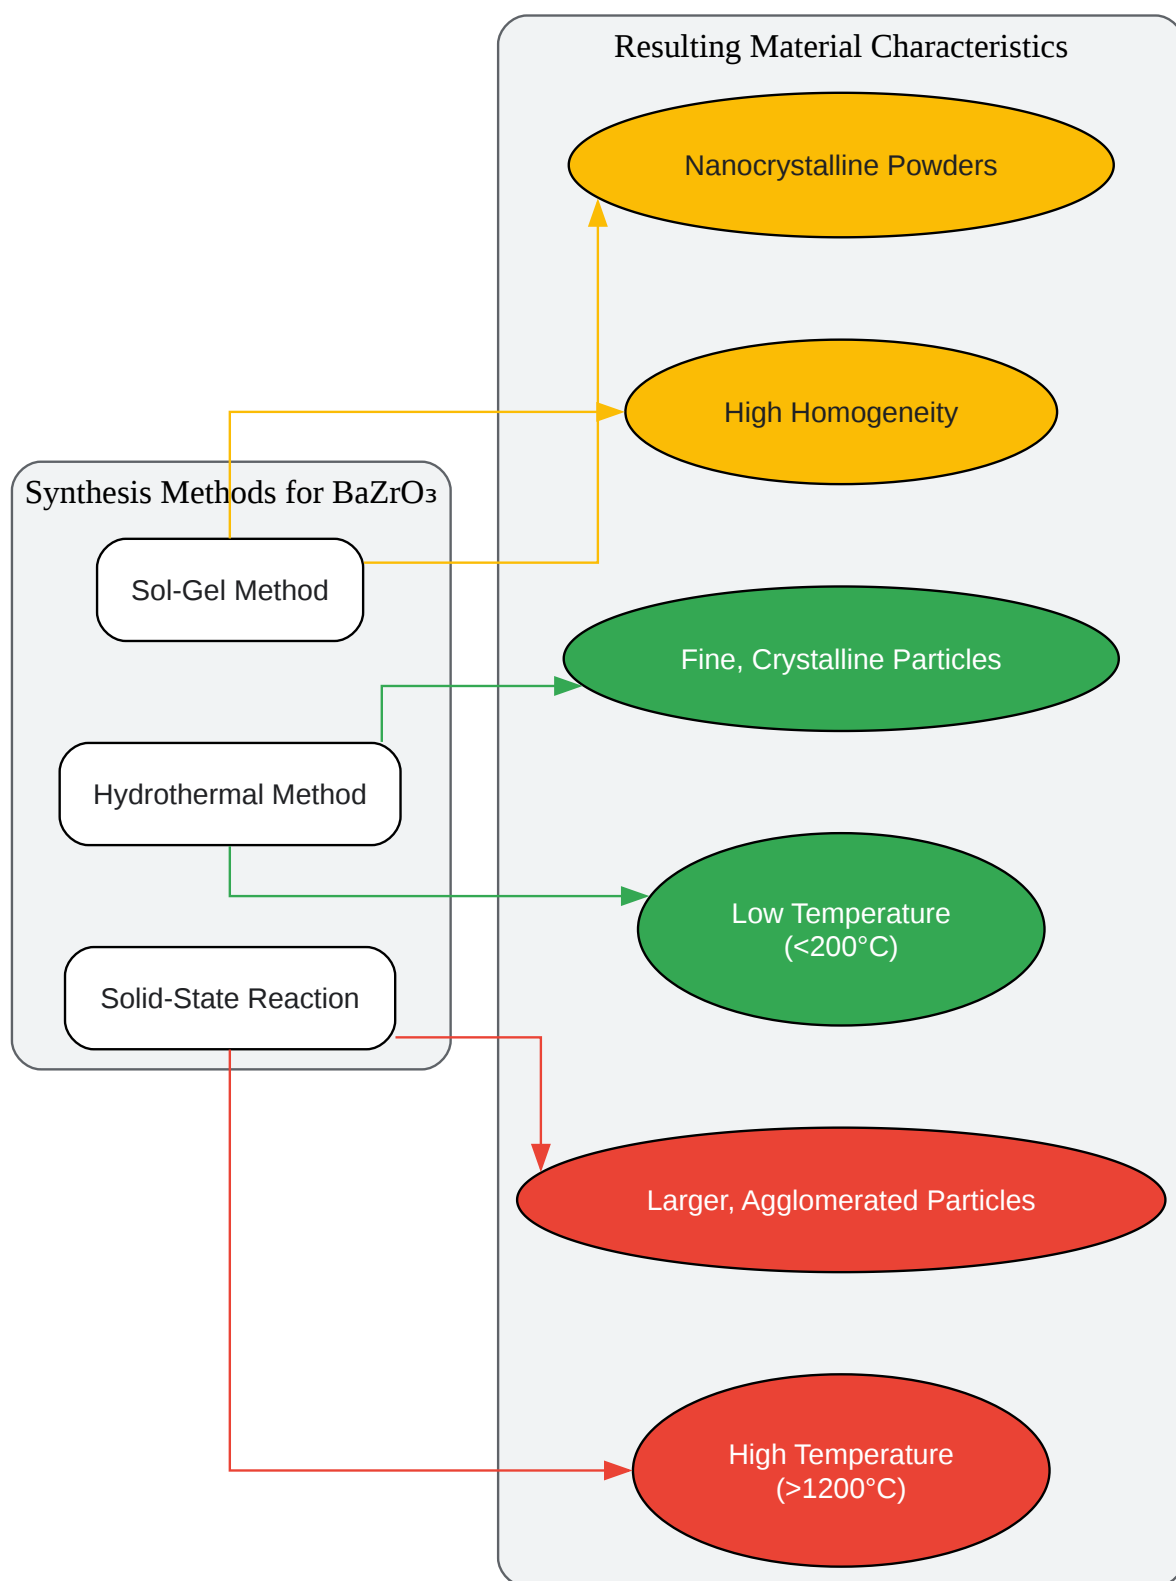 Resulting Material Characteristics
Nanocrystalline Powders
High Homogeneity
Synthesis Methods for BaZrO₃
Sol-Gel Method
Fine, Crystalline Particles
Hydrothermal Method
Low Temperature
(<200°C)
Solid-State Reaction
Larger, Agglomerated Particles
High Temperature
(>1200°C)